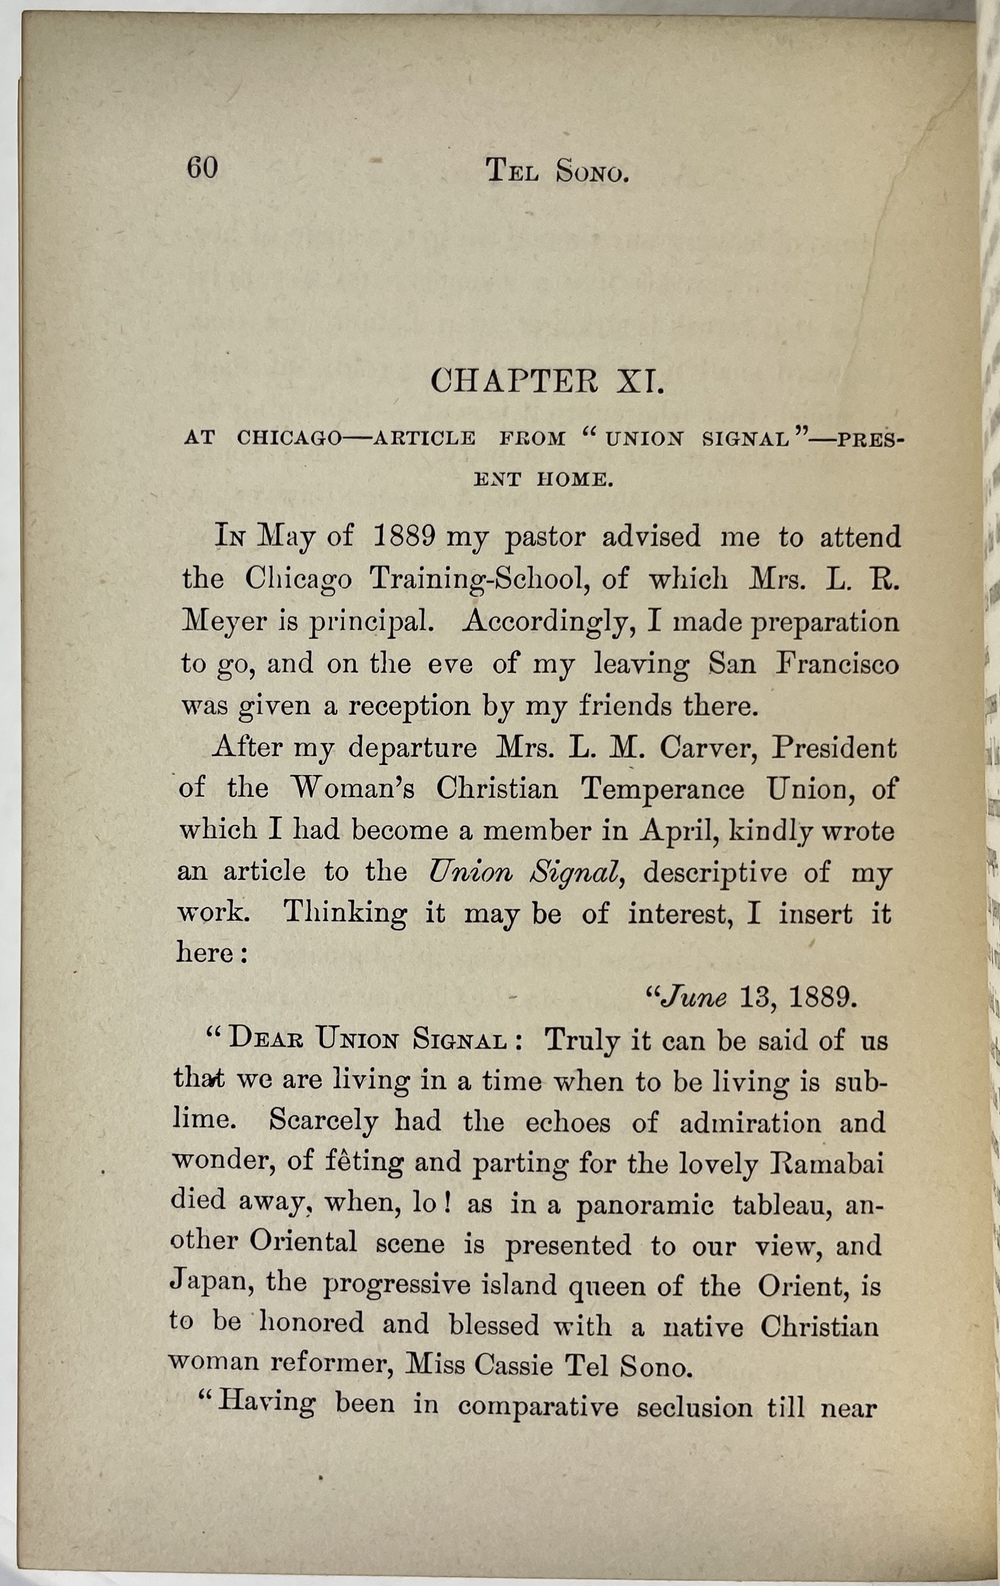 60 TEL SONO.
CHAPTER XI.
AT CHICAGO—ARTICLE FROM “UNION SIGNAL”—PRES-
ENT HOME.
IN May of 1889 my pastor advised me to attend
the Chicago Training-School, of which Mrs. L. R.
Meyer is principal. Accordingly, I made preparation
to go, and on the eve of my leaving San Francisco
was given a reception by my friends there.
After my departure Mrs. L. M. Carver, President
of the Woman’s Christian Temperance Union, of
which I had become a member in April, kindly wrote
an article to the Union Signal, descriptive of my
work. Thinking it may be of interest, I insert it
here:
“June 13, 1889.
“DEAR UNION SIGNAL: Truly it can be said of us
that we are living in a time when to be living is sub-
lime. Scarcely had the echoes of admiration and
wonder, of fêting and parting for the lovely Ramabai
died away, when, lo! as in a panoramic tableau, an-
other Oriental scene is presented to our view, and
Japan, the progressive island queen of the Orient, is
to be honored and blessed with a native Christian
woman reformer, Miss Cassie Tel Sono.
“Having been in comparative seclusion till near